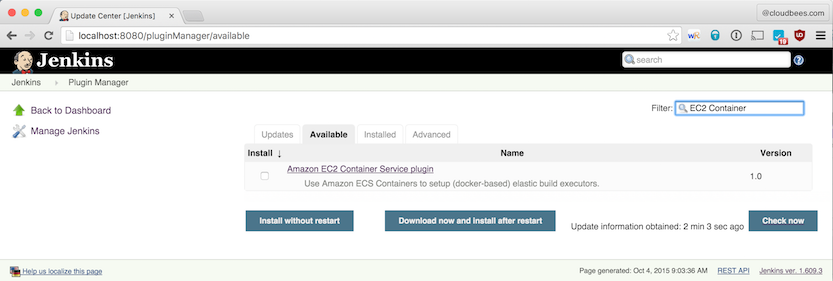 Update Center [Jenkins]
@cloudbees.com
localhost:8080/pluginManager/available
19
Jenkins
search
Jenkins
Plugin Manager
Back to Dashboard
Manage Jenkins
Filter: EC2 Container
Updates Available Installed Advanced
Install ↓ Name Version
Amazon EC2 Container Service plugin
Use Amazon ECS Containers to setup (docker-based) elastic build executors.
1.0
Install without restart Download now and install after restart Update information obtained: 2 min 3 sec ago Check now
Help us localize this page Page generated: Oct 4, 2015 9:03:36 AM REST API Jenkins ver. 1.609.3